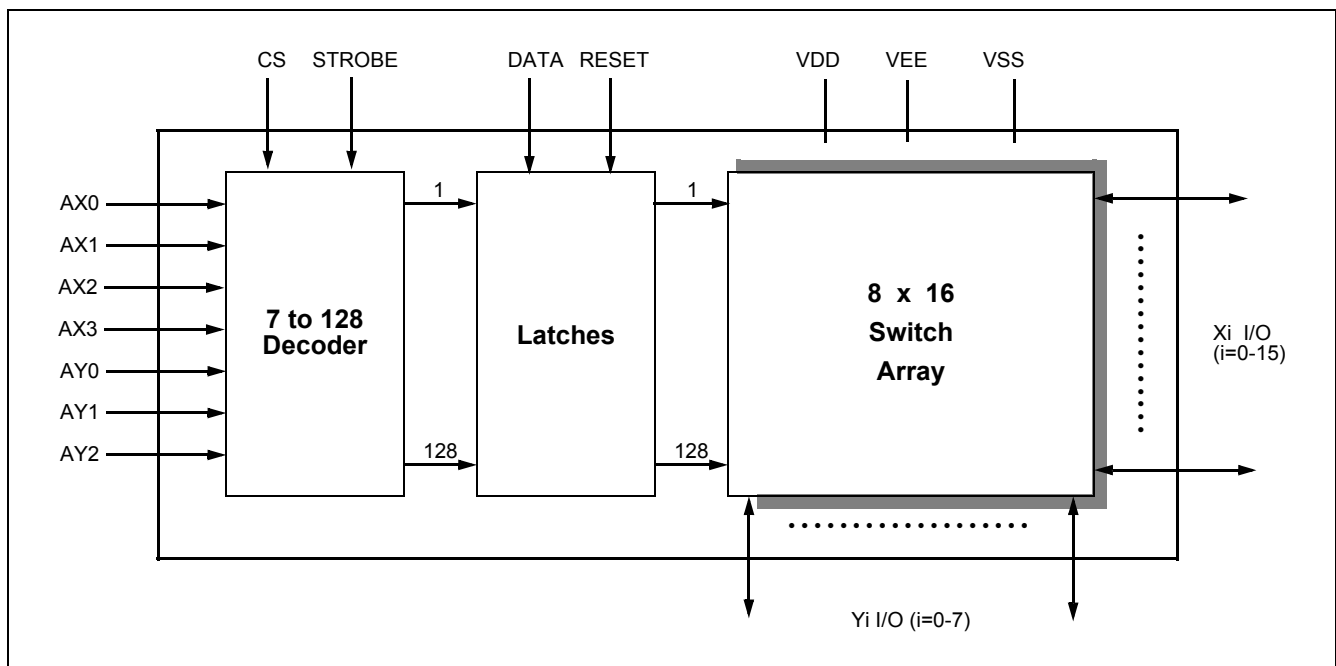 CS STROBE DATA RESET VDD VEE VSS
AX0
AX1
AX2
AX3
AY0
AY1
AY2
7 to 128
Decoder
1
128
Latches
1
128
8 x 16
Switch
Array
Xi I/O
(i=0-15)
Yi I/O (i=0-7)